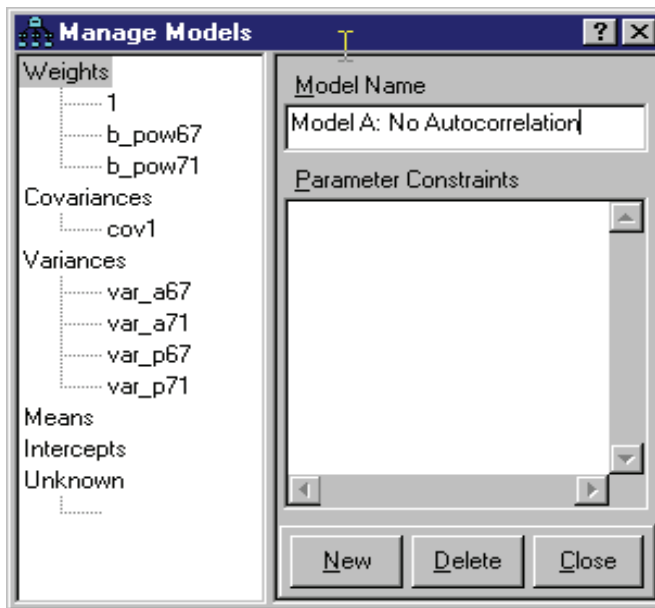 Manage Models
Weights
1
b_pow67
b_pow71
Covariances
cov1
Variances
var_a67
var_a71
var_p67
var_p71
Means
Intercepts
Unknown
Model Name
Model A: No Autocorrelation
Parameter Constraints
New
Delete
Close